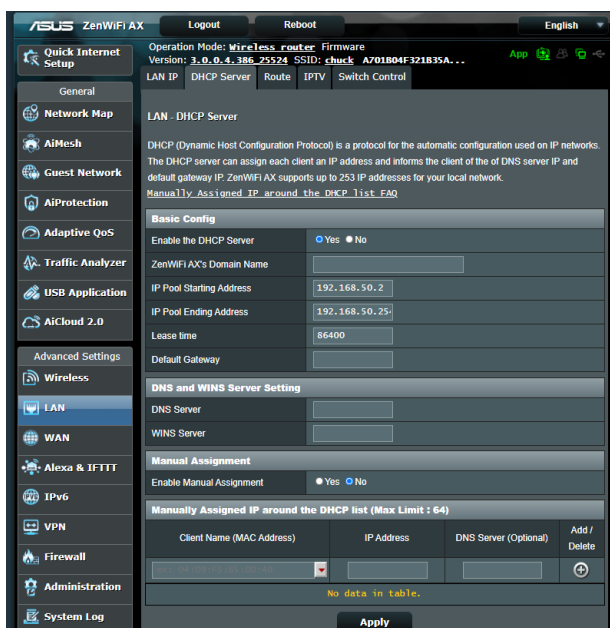 ASUS ZenWiFi AX Logout Reboot English
Quick Internet Setup
General
Network Map
AiMesh
Guest Network
AiProtection
Adaptive QoS
Traffic Analyzer
USB Application
AiCloud 2.0
Advanced Settings
Wireless
LAN
WAN
Alexa & IFTTT
IPv6
VPN
Firewall
Administration
System Log
Operation Mode: Wireless router Firmware
Version: 3.0.0.4.386_25524 SSID: chuck A701B04F321B35A...
App
LAN IP DHCP Server Route IPTV Switch Control
LAN - DHCP Server
DHCP (Dynamic Host Configuration Protocol) is a protocol for the automatic configuration used on IP networks.
The DHCP server can assign each client an IP address and informs the client of the of DNS server IP and
default gateway IP. ZenWiFi AX supports up to 253 IP addresses for your local network.
Manually Assigned IP around the DHCP list FAQ
Basic Config
Enable the DHCP Server Yes No
ZenWiFi AX's Domain Name
IP Pool Starting Address 192.168.50.2
IP Pool Ending Address 192.168.50.25
Lease time 86400
Default Gateway
DNS and WINS Server Setting
DNS Server
WINS Server
Manual Assignment
Enable Manual Assignment Yes No
Manually Assigned IP around the DHCP list (Max Limit : 64)
Client Name (MAC Address) IP Address DNS Server (Optional) Add / Delete
No data in table.
Apply